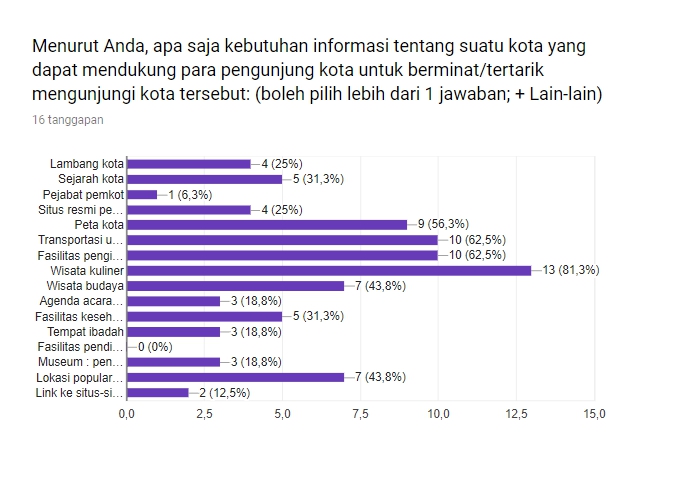 Menurut Anda, apa saja kebutuhan informasi tentang suatu kota yang
dapat mendukung para pengunjung kota untuk berminat/tertarik
mengunjungi kota tersebut: (boleh pilih lebih dari 1 jawaban; + Lain-lain)
16 tanggapan
Lambang kota 4 (25%)
Sejarah kota 5 (31,3%)
Pejabat pemkot 1 (6,3%)
Situs resmi pe... 4 (25%)
Peta kota 9 (56,3%)
Transportasi u... 10 (62,5%)
Fasilitas pengi... 10 (62,5%)
Wisata kuliner 13 (81,3%)
Wisata budaya 7 (43,8%)
Agenda acara... 3 (18,8%)
Fasilitas keseh... 5 (31,3%)
Tempat ibadah 3 (18,8%)
Fasilitas pendi... 0 (0%)
Museum : pen... 3 (18,8%)
Lokasi popular... 7 (43,8%)
Link ke situs-si... 2 (12,5%)
0,0 2,5 5,0 7,5 10,0 12,5 15,0